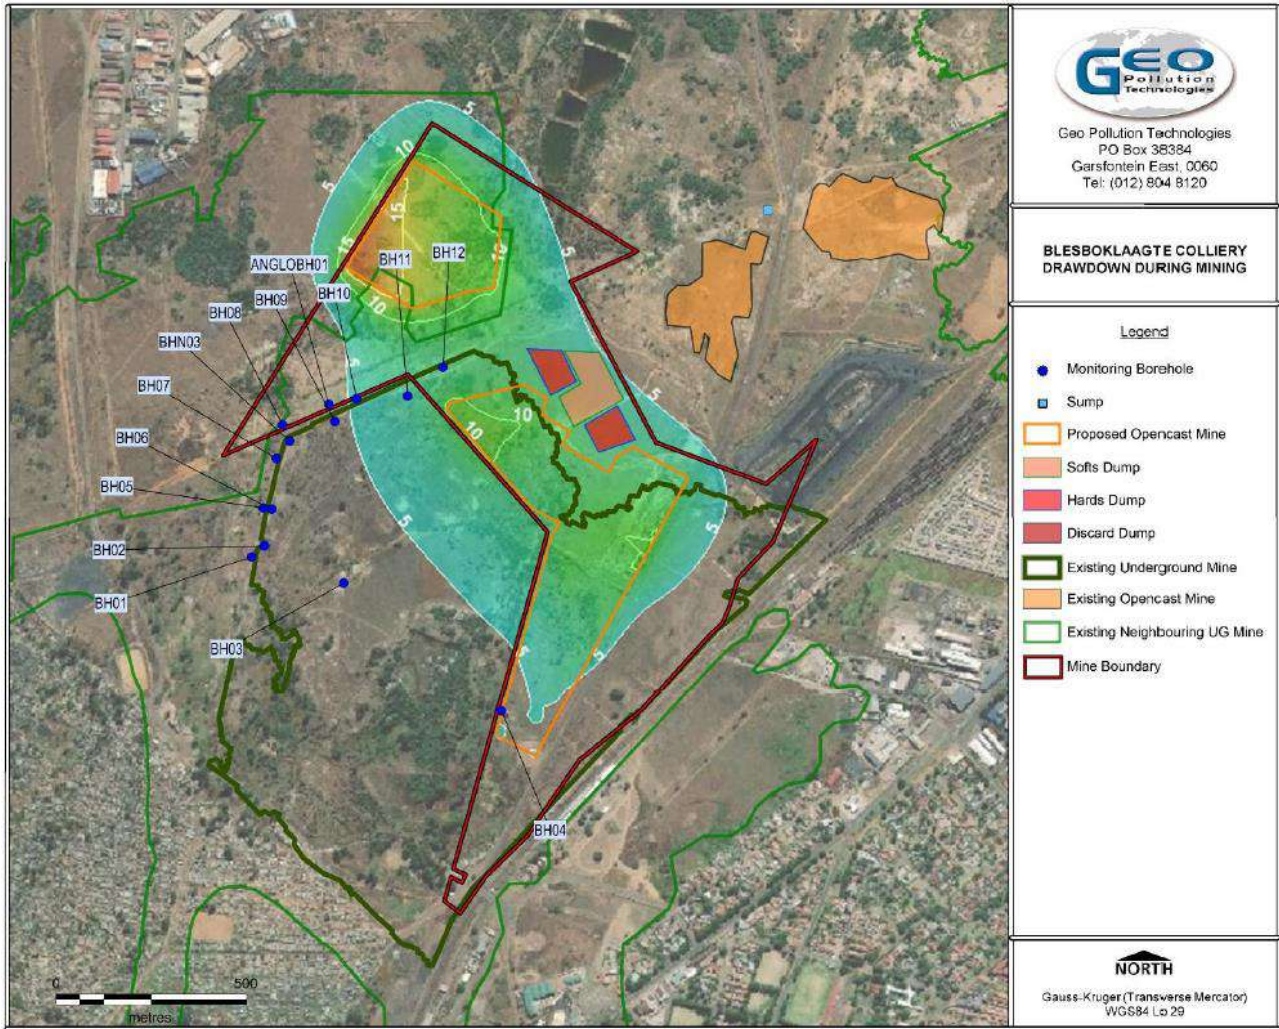 GEO
Pollution
Technologies
Geo Pollution Technologies
PO Box 38384
Garsfontein East, 0060
Tel: (012) 804 8120
BLESBOKLAAGTE COLLIERY
DRAWDOWN DURING MINING
Legend
Monitoring Borehole
Sump
Proposed Opencast Mine
Softs Dump
Hards Dump
Discard Dump
Existing Underground Mine
Existing Opencast Mine
Existing Neighbouring UG Mine
Mine Boundary
NORTH
Gauss-Kruger (Transverse Mercator)
WGS84 Lo 29
5
10
5
15
15
10
5
10
5
BH11
BH12
ANGLOBH01
BH09
BH10
BH08
BHN03
BH07
5
5
10
10
BH06
BH05
5
5
BH02
BH01
BH03
5
5
BH04
0 500
metres